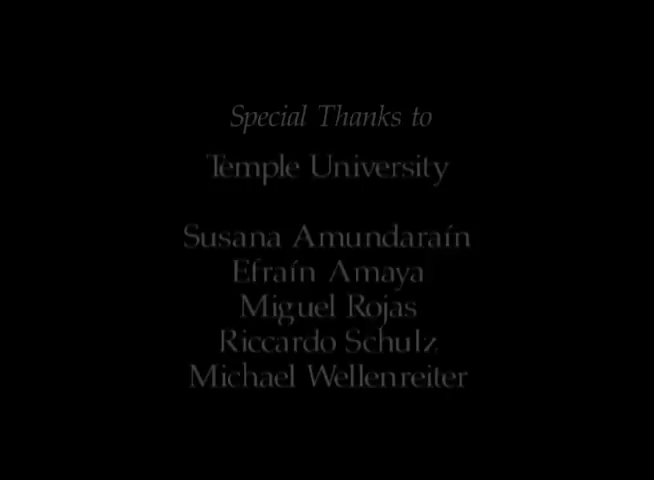 Special Thanks to
Temple University
Susana Amundaraín
Efraín Amaya
Miguel Rojas
Riccardo Schulz
Michael Wellenreiter